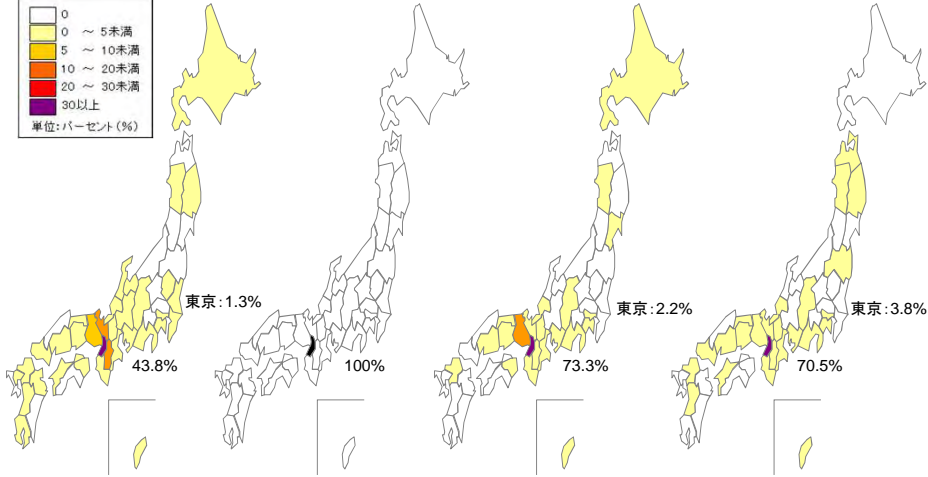 0
0 ～ 5未満
5 ～ 10未満
10 ～ 20未満
20 ～ 30未満
30以上
単位:パーセント(%)
東京:1.3%
43.8%
100%
東京:2.2%
73.3%
東京:3.8%
70.5%